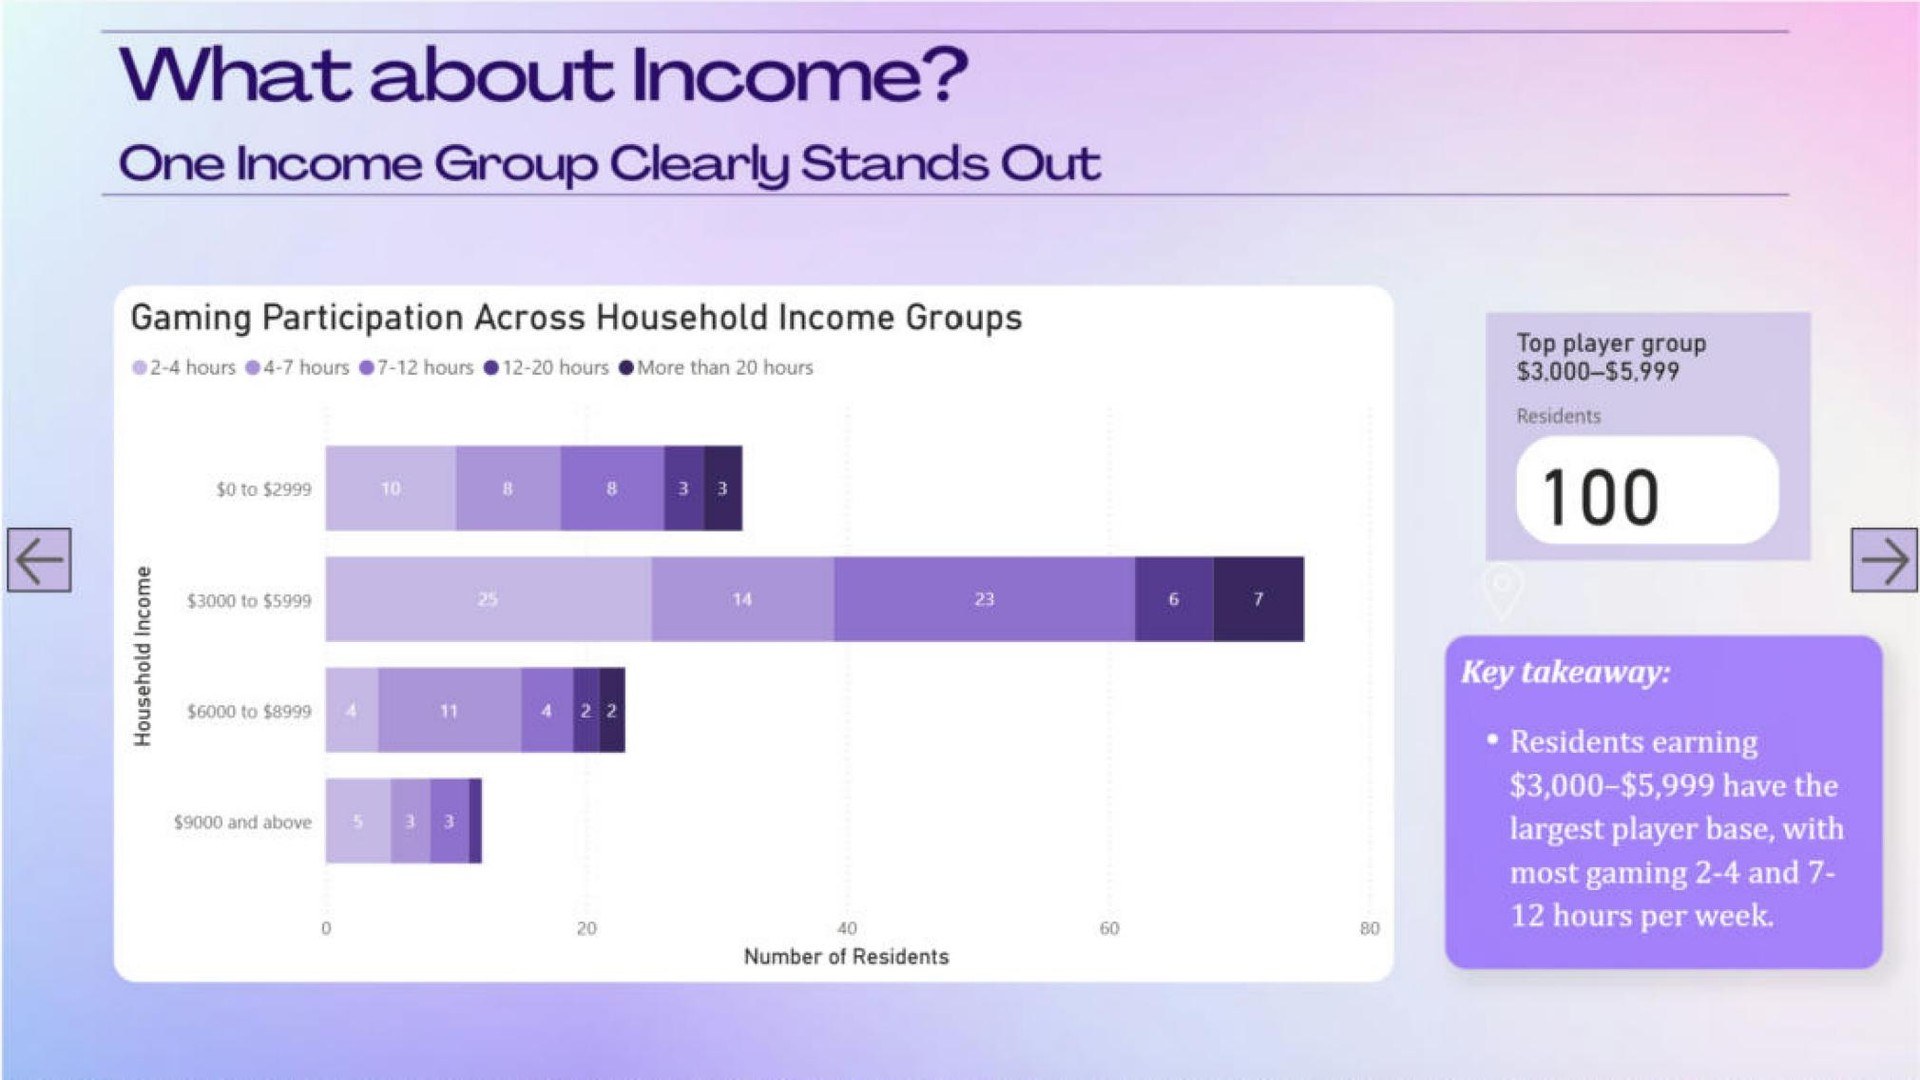 What about Income?
One Income Group Clearly Stands Out
Gaming Participation Across Household Income Groups
2-4 hours 4-7 hours 7-12 hours 12-20 hours More than 20 hours
Household Income
$0 to $2999 10 8 8 3 3
$3000 to $5999 25 14 23 6 7
$6000 to $8999 4 11 4 2 2
$9000 and above 5 3 3
0 20 40 60 80
Number of Residents
Top player group
$3,000–$5,999
Residents
100
Key takeaway:
• Residents earning
$3,000–$5,999 have the
largest player base, with
most gaming 2-4 and 7-
12 hours per week.